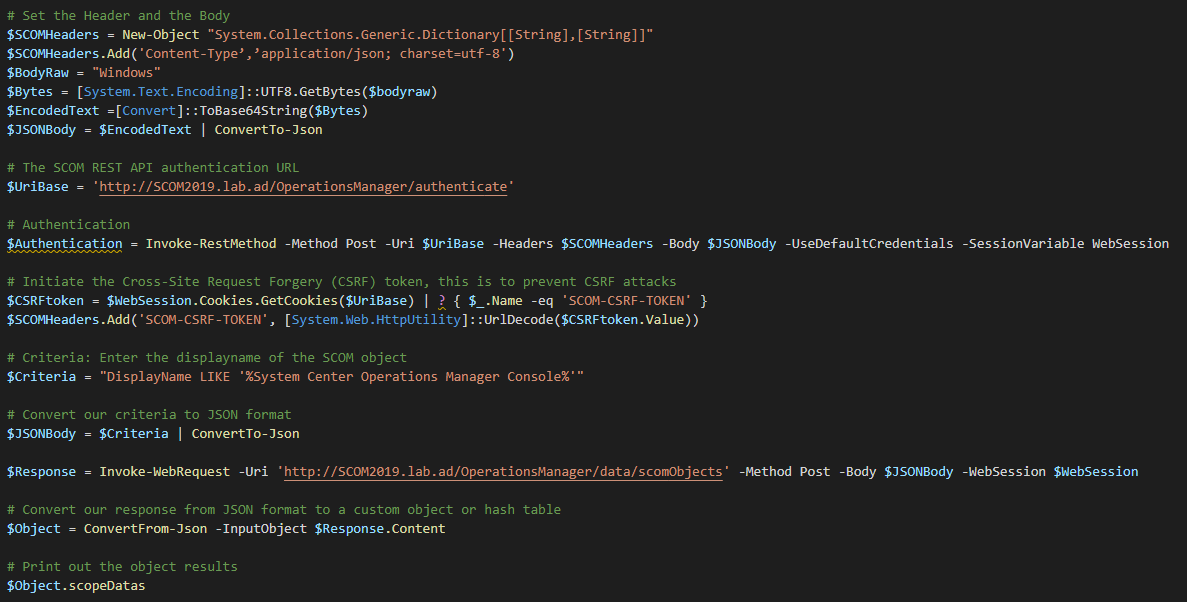 # Set the Header and the Body
$SCOMHeaders = New-Object "System.Collections.Generic.Dictionary[[String],[String]]"
$SCOMHeaders.Add('Content-Type’,’application/json; charset=utf-8')
$BodyRaw = "Windows"
$Bytes = [System.Text.Encoding]::UTF8.GetBytes($bodyraw)
$EncodedText =[Convert]::ToBase64String($Bytes)
$JSONBody = $EncodedText | ConvertTo-Json
# The SCOM REST API authentication URL
$UriBase = 'http://SCOM2019.lab.ad/OperationsManager/authenticate'
# Authentication
$Authentication = Invoke-RestMethod -Method Post -Uri $UriBase -Headers $SCOMHeaders -Body $JSONBody -UseDefaultCredentials -SessionVariable WebSession
# Initiate the Cross-Site Request Forgery (CSRF) token, this is to prevent CSRF attacks
$CSRFtoken = $WebSession.Cookies.GetCookies($UriBase) | ? { $_.Name -eq 'SCOM-CSRF-TOKEN' }
$SCOMHeaders.Add('SCOM-CSRF-TOKEN', [System.Web.HttpUtility]::UrlDecode($CSRFtoken.Value))
# Criteria: Enter the displayname of the SCOM object
$Criteria = "DisplayName LIKE '%System Center Operations Manager Console%'"
# Convert our criteria to JSON format
$JSONBody = $Criteria | ConvertTo-Json
$Response = Invoke-WebRequest -Uri 'http://SCOM2019.lab.ad/OperationsManager/data/scomObjects' -Method Post -Body $JSONBody -WebSession $WebSession
# Convert our response from JSON format to a custom object or hash table
$Object = ConvertFrom-Json -InputObject $Response.Content
# Print out the object results
$Object.scopeDatas